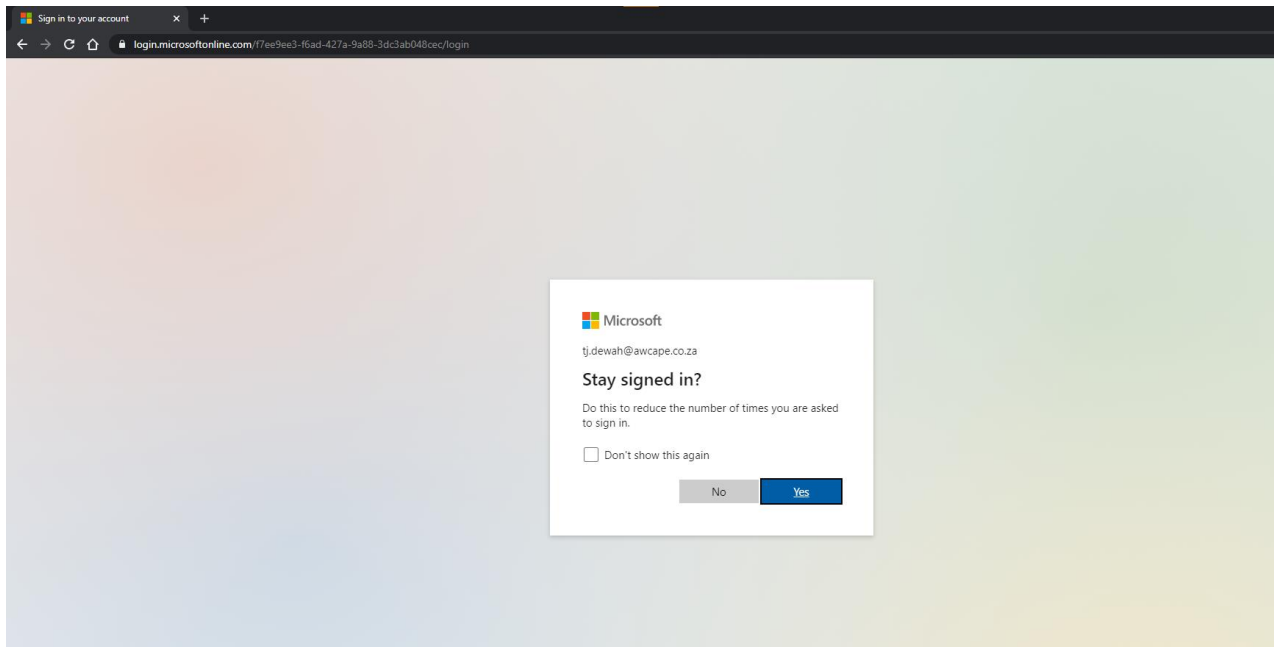 Sign in to your account
login.microsoftonline.com/f7ee9ee3-f6ad-427a-9a88-3dc3ab048cec/login
Microsoft
tj.dewah@awcape.co.za
Stay signed in?
Do this to reduce the number of times you are asked
to sign in.
Don't show this again
No Yes